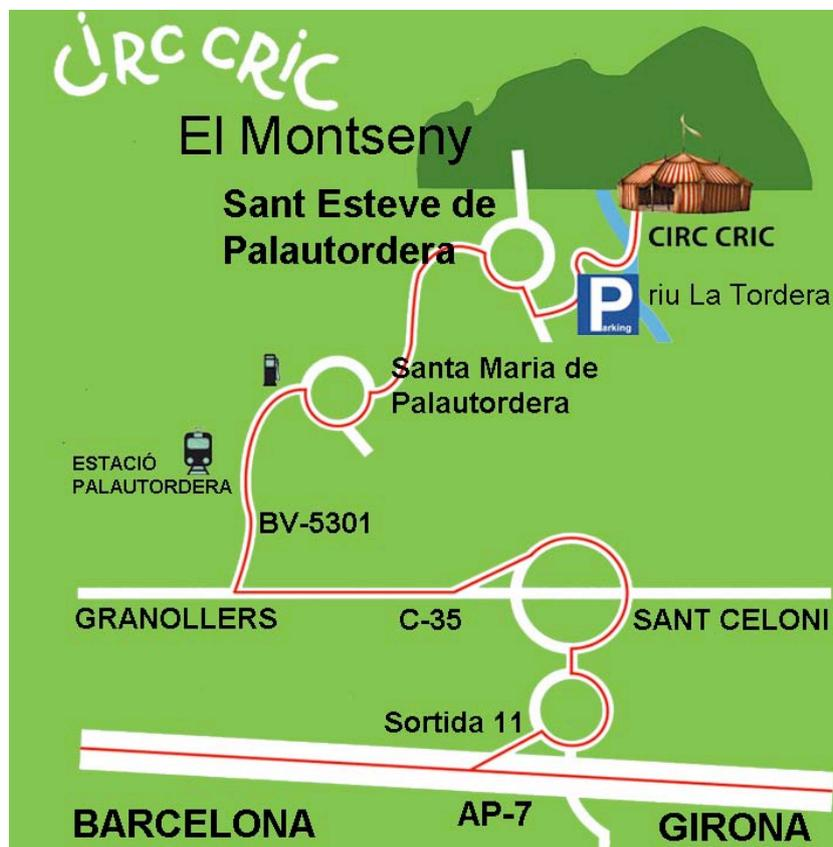 CIRC CRIC
El Montseny
Sant Esteve de
Palautordera
CIRC CRIC
riu La Tordera
P
Parking
Santa Maria de
Palautordera
ESTACIÓ
PALAUTORDERA
BV-5301
GRANOLLERS
C-35
SANT CELONI
Sortida 11
AP-7
BARCELONA
GIRONA